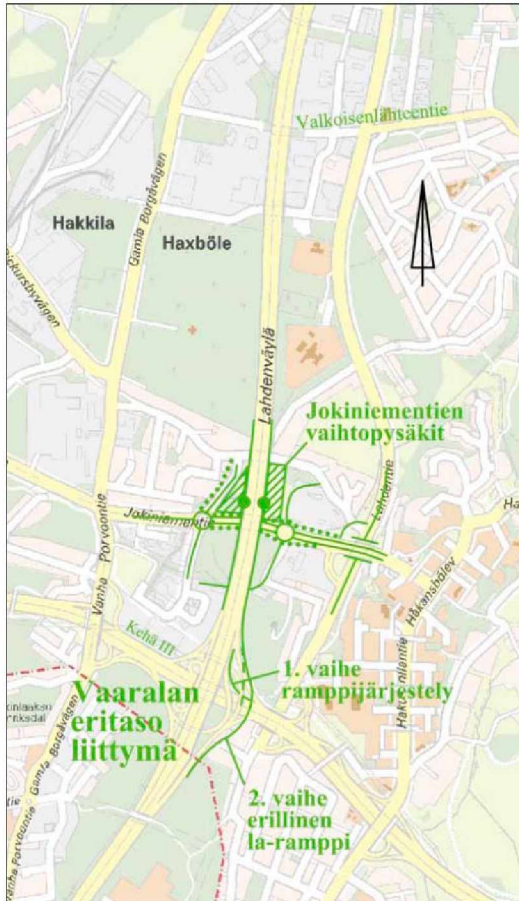 Valkoisenlähteentie
Gamla Borgåvägen
Hakkila
Haxböle
Dickursbyvägen
Lahdenväylä
Jokiniementien
vaihtopysäkit
Lahdentie
Jokiniementie
Vanha Porvoontie
Håkansbölev
Kehä III
1. vaihe
ramppijärjestely
Vaaralan
eritaso
liittymä
2. vaihe
erillinen
la-ramppi
Gamla Borgåvägen
Vanha Porvoontie